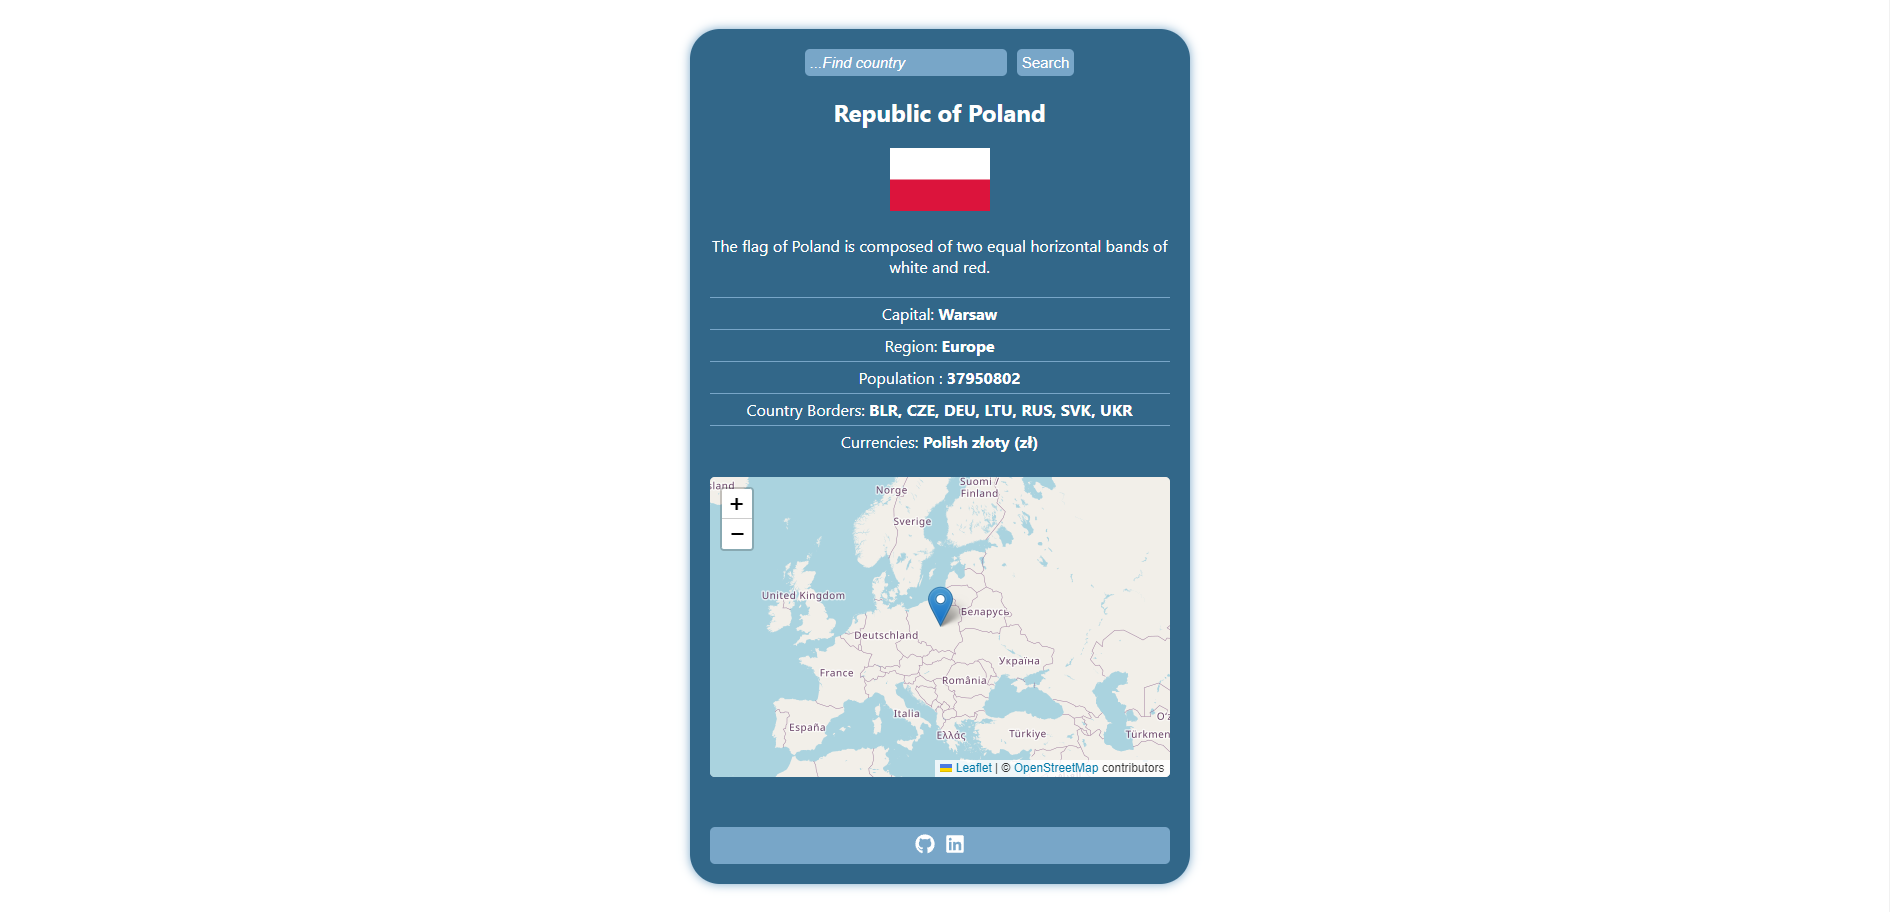 ...Find country Search
Republic of Poland
The flag of Poland is composed of two equal horizontal bands of
white and red.
Capital: Warsaw
Region: Europe
Population : 37950802
Country Borders: BLR, CZE, DEU, LTU, RUS, SVK, UKR
Currencies: Polish złoty (zł)
sland
Norge
Suomi /
Finland
+
Sverige
−
United Kingdom
Беларусь
Deutschland
Україна
France
România
Italia
España
Ελλάς
Türkiye
Türkmen
Leaflet | © OpenStreetMap contributors
in